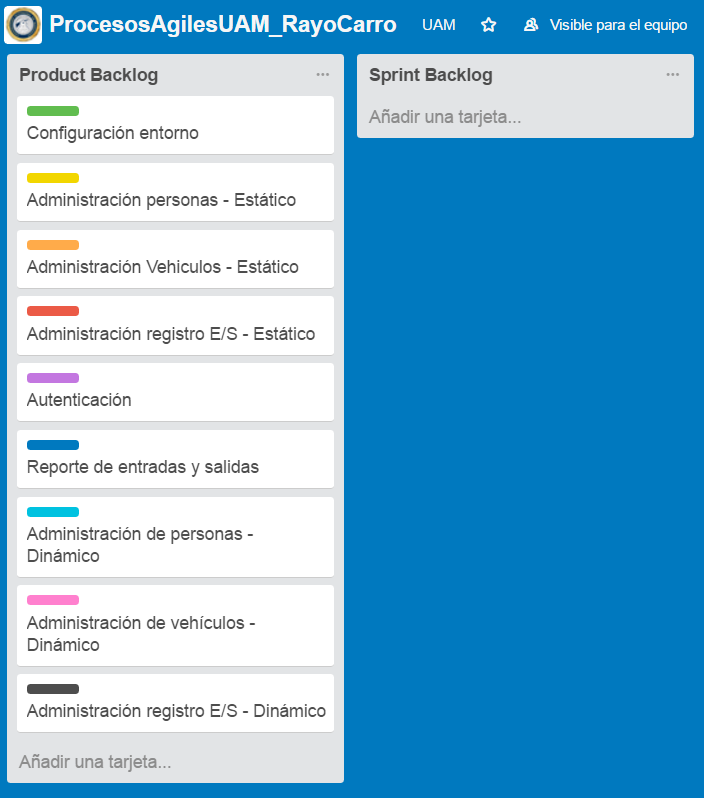 ProcesosAgilesUAM_RayoCarro UAM Visible para el equipo
Product Backlog
Configuración entorno
Administración personas - Estático
Administración Vehiculos - Estático
Administración registro E/S - Estático
Autenticación
Reporte de entradas y salidas
Administración de personas -
Dinámico
Administración de vehículos -
Dinámico
Administración registro E/S - Dinámico
Añadir una tarjeta...
Sprint Backlog
Añadir una tarjeta...